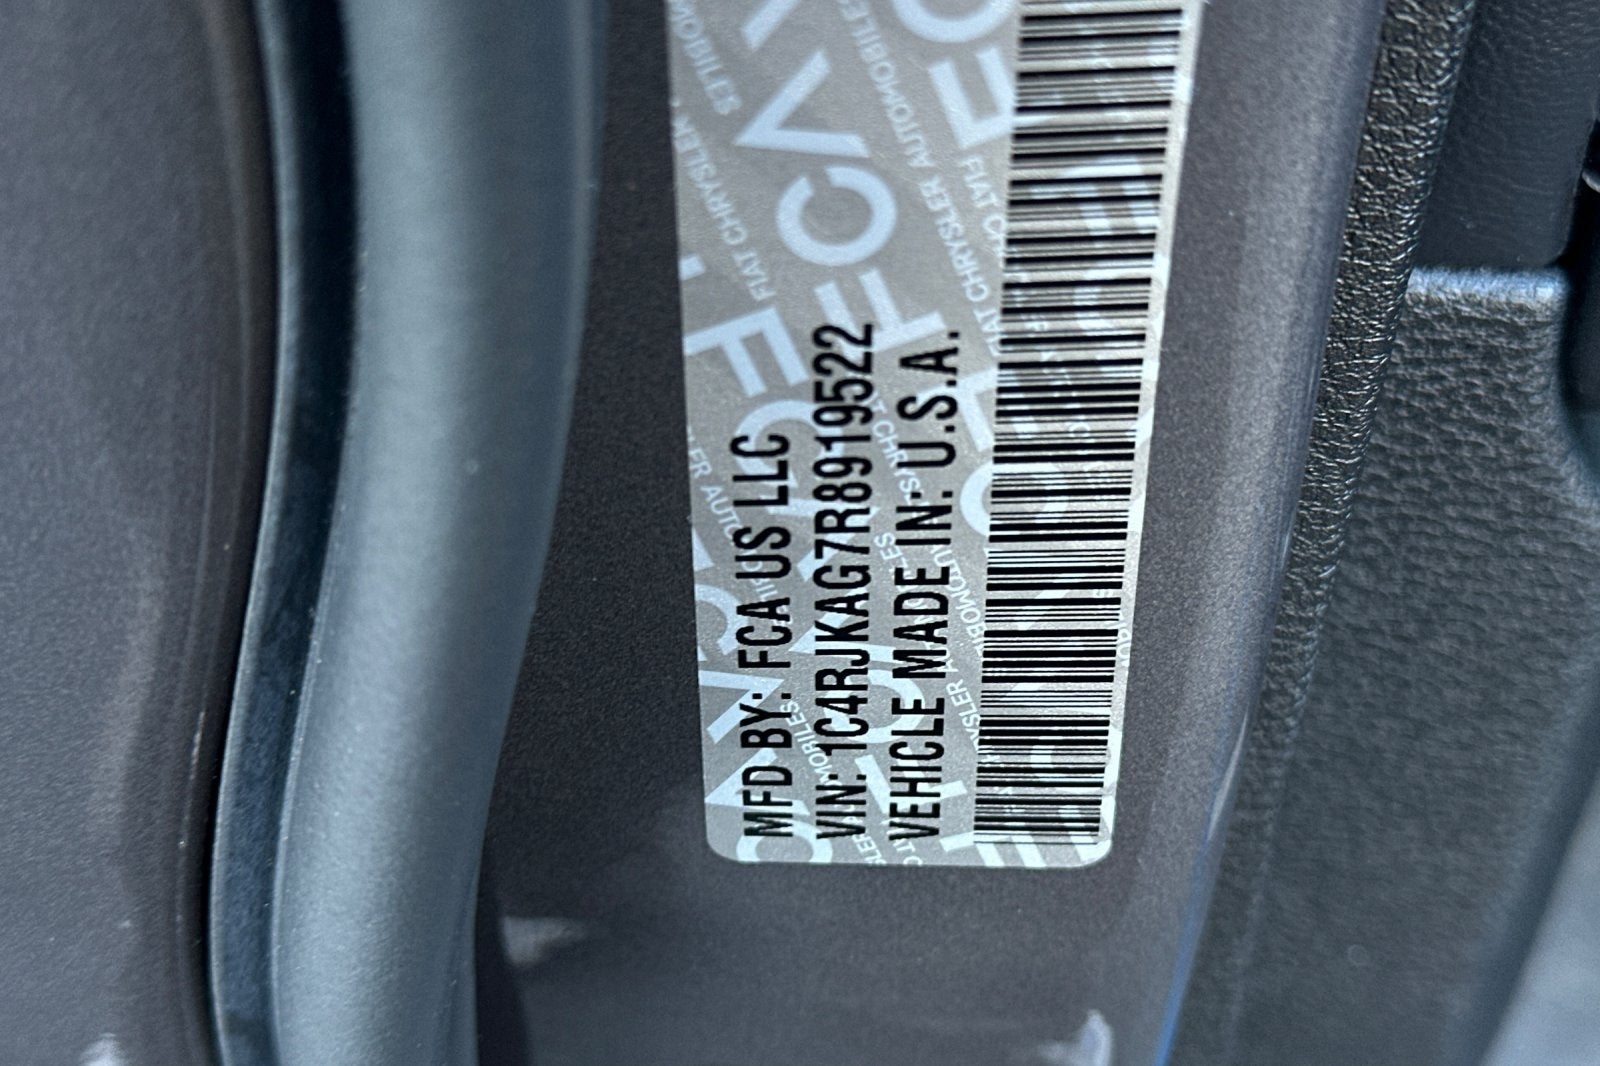 MFD BY: FCA US LLC
VIN: 1C4RJKAG7R8919522
VEHICLE MADE IN: U.S.A.